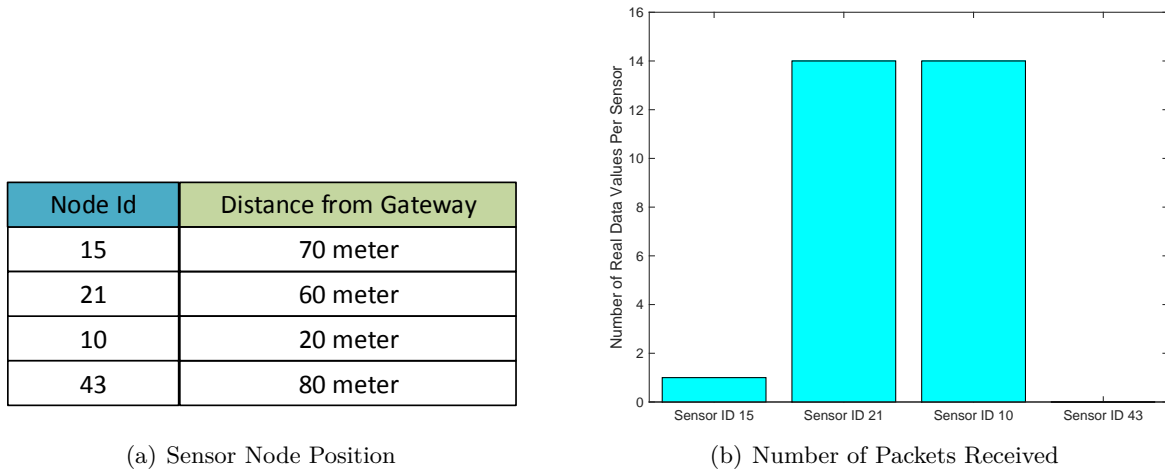 Node Id Distance from Gateway
15 70 meter
21 60 meter
10 20 meter
43 80 meter
(a) Sensor Node Position
Number of Real Data Values Per Sensor
16
14
12
10
8
6
4
2
0
Sensor ID 15 Sensor ID 21 Sensor ID 10 Sensor ID 43
(b) Number of Packets Received